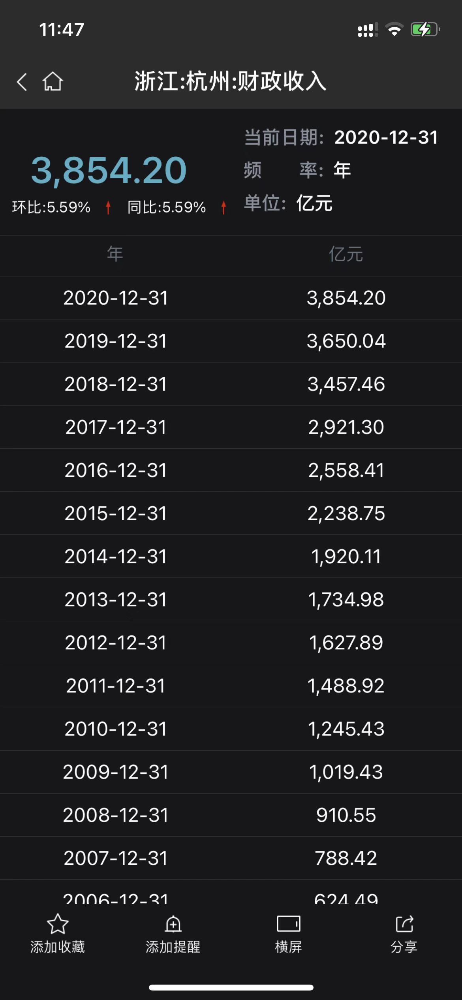 11:47
浙江:杭州:财政收入
当前日期: 2020-12-31
3,854.20
频 率: 年
环比:5.59% 同比:5.59%
单位: 亿元
年 亿元
2020-12-31 3,854.20
2019-12-31 3,650.04
2018-12-31 3,457.46
2017-12-31 2,921.30
2016-12-31 2,558.41
2015-12-31 2,238.75
2014-12-31 1,920.11
2013-12-31 1,734.98
2012-12-31 1,627.89
2011-12-31 1,488.92
2010-12-31 1,245.43
2009-12-31 1,019.43
2008-12-31 910.55
2007-12-31 788.42
2006-12-31 624.49
添加收藏 添加提醒 横屏 分享